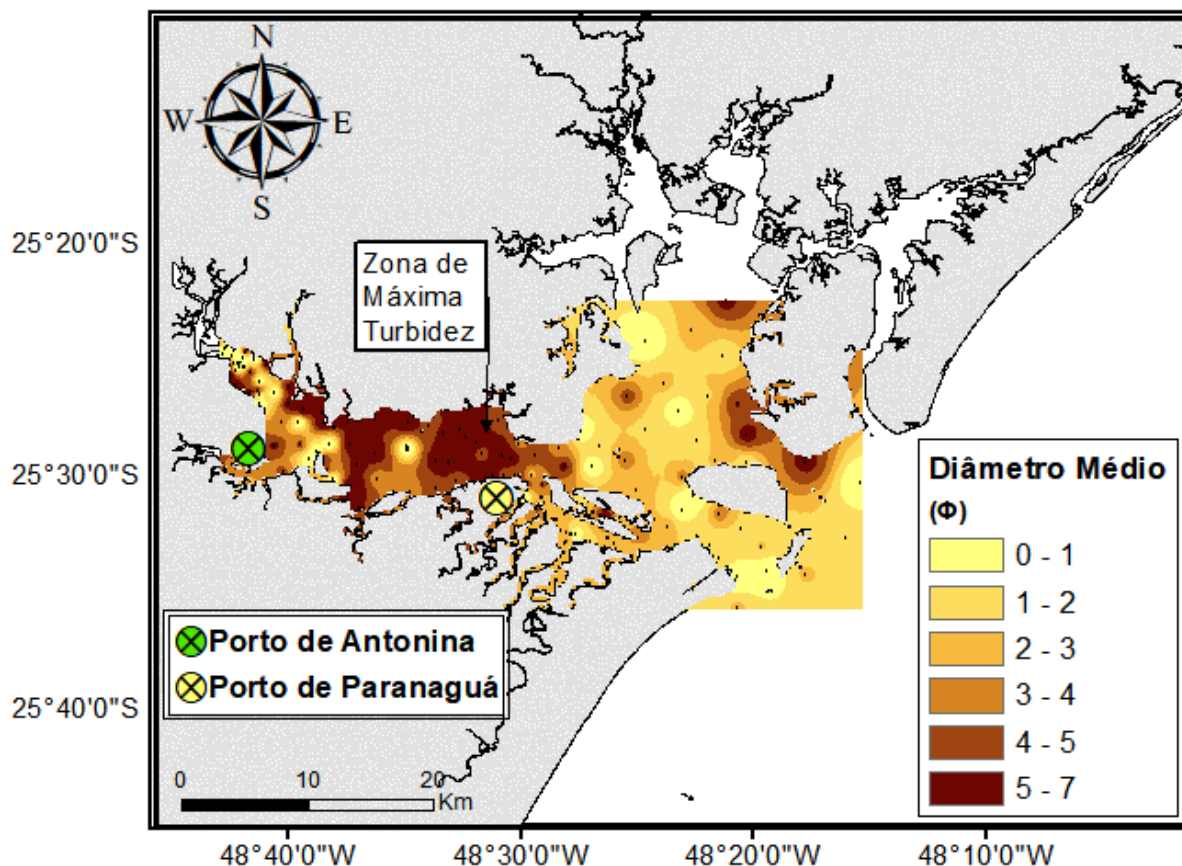 N
W
E
S
25°20'0"S
25°30'0"S
25°40'0"S
Zona de
Máxima
Turbidez
Porto de Antonina
Porto de Paranaguá
0 10 20
Km
Diâmetro Médio
(Φ)
0 - 1
1 - 2
2 - 3
3 - 4
4 - 5
5 - 7
48°40'0"W 48°30'0"W 48°20'0"W 48°10'0"W